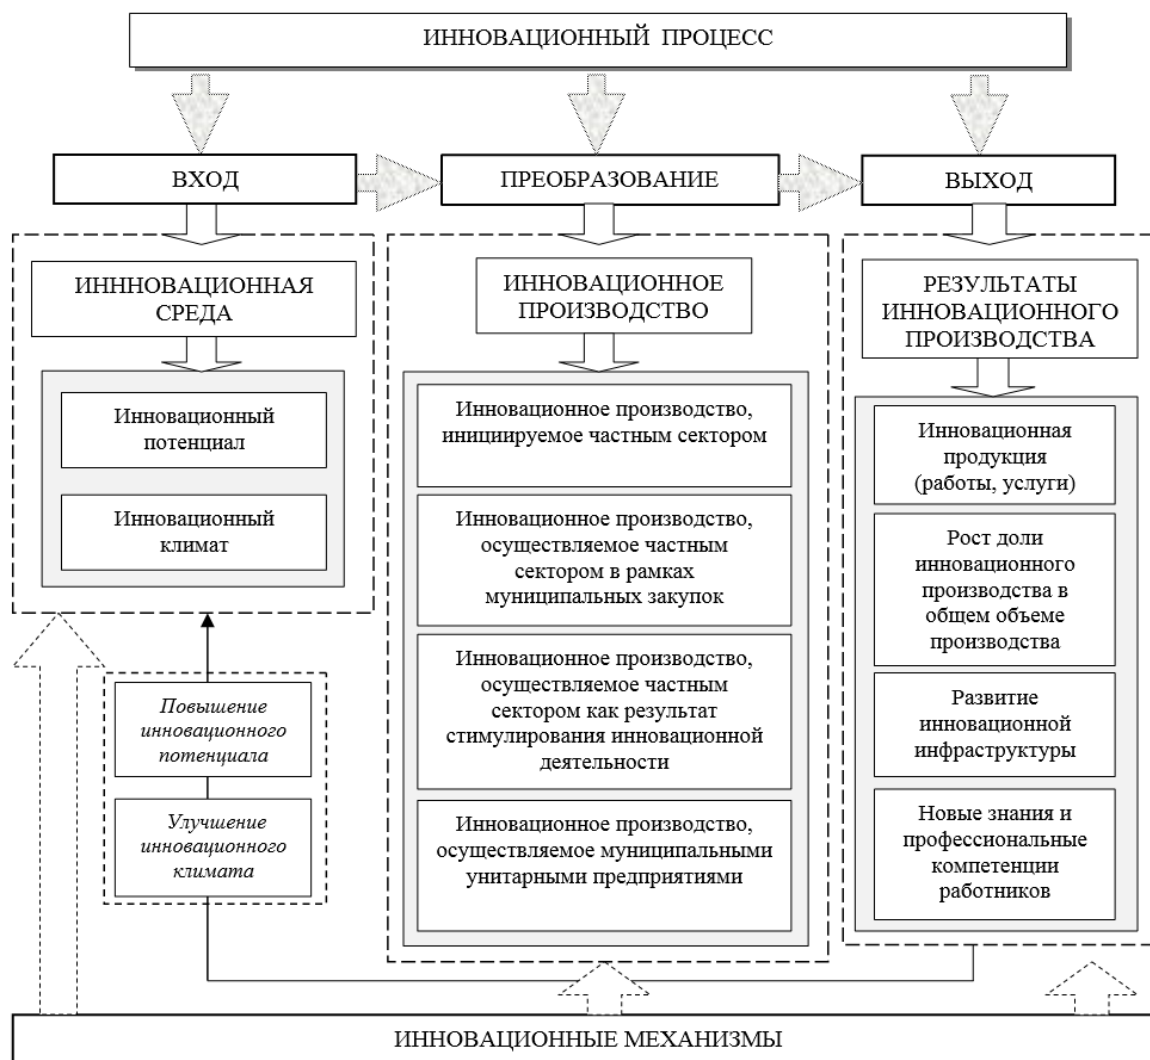 ИННОВАЦИОННЫЙ ПРОЦЕСС
ВХОД
ПРЕОБРАЗОВАНИЕ
ВЫХОД
ИНННОВАЦИОННАЯ
СРЕДА
Инновационный
потенциал
Инновационный
климат
Повышение
инновационного
потенциала
Улучшение
инновационного
климата
ИННОВАЦИОННОЕ
ПРОИЗВОДСТВО
Инновационное производство,
инициируемое частным сектором
Инновационное производство,
осуществляемое частным
сектором в рамках
муниципальных закупок
Инновационное производство,
осуществляемое частным
сектором как результат
стимулирования инновационной
деятельности
Инновационное производство,
осуществляемое муниципальными
унитарными предприятиями
РЕЗУЛЬТАТЫ
ИННОВАЦИОННОГО
ПРОИЗВОДСТВА
Инновационная
продукция
(работы, услуги)
Рост доли
инновационного
производства в
общем объеме
производства
Развитие
инновационной
инфраструктуры
Новые знания и
профессиональные
компетенции
работников
ИННОВАЦИОННЫЕ МЕХАНИЗМЫ